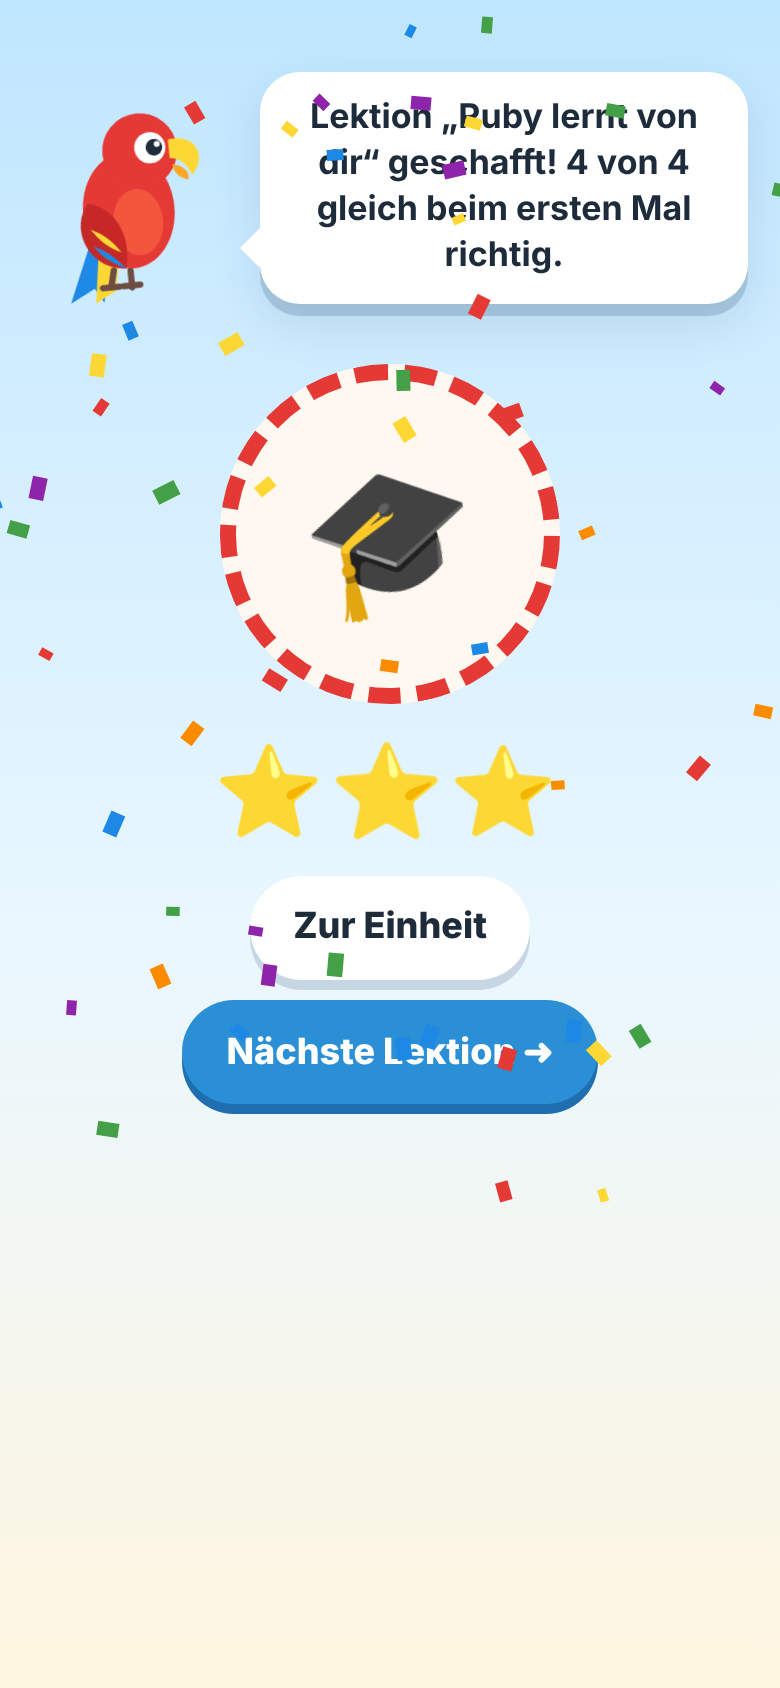 Lektion „Ruby lernt von
dir“ geschafft! 4 von 4
gleich beim ersten Mal
richtig.
Zur Einheit
Nächste Lektion ➜